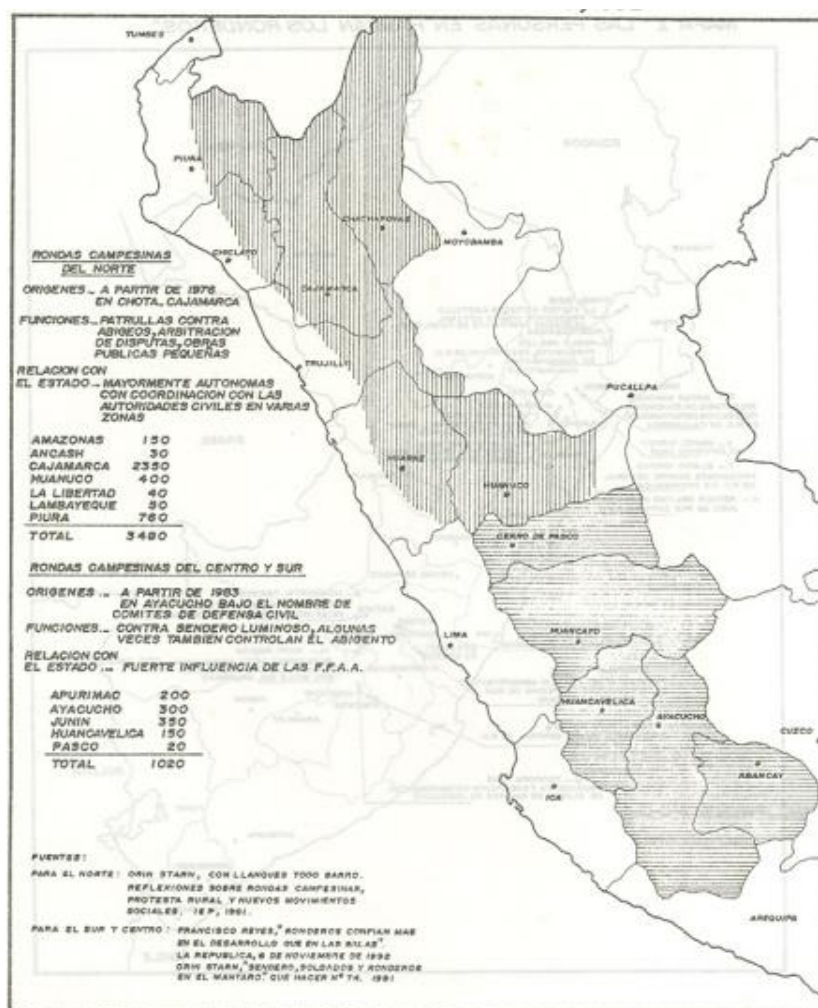 TUMBES
PIURA
CHICLAYO
CHACHAPOYAS
MOYOBAMBA
CAJAMARCA
TRUJILLO
PUCALLPA
HUARAZ
HUANUCO
CERRO DE PASCO
LIMA
HUANCAYO
HUANCAVELICA
AYACUCHO
CUZCO
ABANCAY
ICA
AREQUIPA
RONDAS CAMPESINAS
DEL NORTE
ORIGENES_ A PARTIR DE 1976
EN CHOTA_ CAJAMARCA
FUNCIONES_ PATRULLAS CONTRA
ABIGEOS, ARBITRACION
DE DISPUTAS, OBRAS
PUBLICAS PEQUEÑAS
RELACION CON
EL ESTADO_ MAYORMENTE AUTONOMAS
CON COORDINACION CON LAS
AUTORIDADES CIVILES EN VARIAS
ZONAS
AMAZONAS 150
ANCASH 30
CAJAMARCA 2350
HUANUCO 400
LA LIBERTAD 40
LAMBAYEQUE 50
PIURA 760
TOTAL 3480
RONDAS CAMPESINAS DEL CENTRO Y SUR
ORIGENES ... A PARTIR DE 1983
EN AYACUCHO BAJO EL NOMBRE DE
COMITES DE DEFENSA CIVIL
FUNCIONES... CONTRA SENDERO LUMINOSO, ALGUNAS
VECES TAMBIEN CONTROLAN EL ABIGENTO
RELACION CON
EL ESTADO ... FUERTE INFLUENCIA DE LAS F.F.A.A.
APURIMAC 200
AYACUCHO 300
JUNIN 350
HUANCAVELICA 150
PASCO 20
TOTAL 1020
FUENTES:
PARA EL NORTE: ORIN STARN, CON LLANQUES TODO BARRO.
REFLEXIONES SOBRE RONDAS CAMPESINAS,
PROTESTA RURAL Y NUEVOS MOVIMIENTOS
SOCIALES, IEP, 1991.
PARA EL SUR Y CENTRO: FRANCISCO REYES, "RONDEROS CONFIAN MAS
EN EL DESARROLLO QUE EN LAS BALAS"
LA REPUBLICA, 6 DE NOVIEMBRE DE 1992
ORIN STARN, "SENDERO, SOLDADOS Y RONDEROS
EN EL MANTARO." QUE HACER Nº 74. 1991